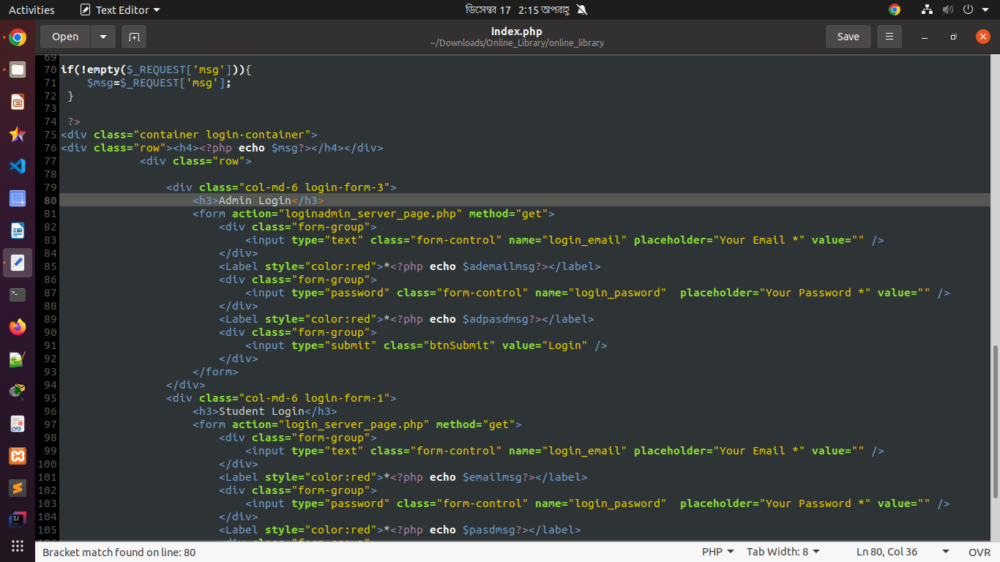 Activities Text Editor ডিসেম্বর 17 2:15 অপরাহ্ণ
Open index.php Save
~/Downloads/Online_Library/online_library
69
70 if(!empty($_REQUEST['msg'])){
71 $msg=$_REQUEST['msg'];
72 }
73
74 ?>
75 <div class="container login-container">
76 <div class="row"><h4><?php echo $msg?></h4></div>
77 <div class="row">
78
79 <div class="col-md-6 login-form-3">
80 <h3>Admin Login</h3>
81 <form action="loginadmin_server_page.php" method="get">
82 <div class="form-group">
83 <input type="text" class="form-control" name="login_email" placeholder="Your Email *" value="" />
84 </div>
85 <Label style="color:red">*<?php echo $ademailmsg?></label>
86 <div class="form-group">
87 <input type="password" class="form-control" name="login_pasword"  placeholder="Your Password *" value="" />
88 </div>
89 <Label style="color:red">*<?php echo $adpasdmsg?></label>
90 <div class="form-group">
91 <input type="submit" class="btnSubmit" value="Login" />
92 </div>
93 </form>
94 </div>
95 <div class="col-md-6 login-form-1">
96 <h3>Student Login</h3>
97 <form action="login_server_page.php" method="get">
98 <div class="form-group">
99 <input type="text" class="form-control" name="login_email" placeholder="Your Email *" value="" />
100 </div>
101 <Label style="color:red">*<?php echo $emailmsg?></label>
102 <div class="form-group">
103 <input type="password" class="form-control" name="login_pasword"  placeholder="Your Password *" value="" />
104 </div>
105 <Label style="color:red">*<?php echo $pasdmsg?></label>
Bracket match found on line: 80 PHP Tab Width: 8 Ln 80, Col 36 OVR